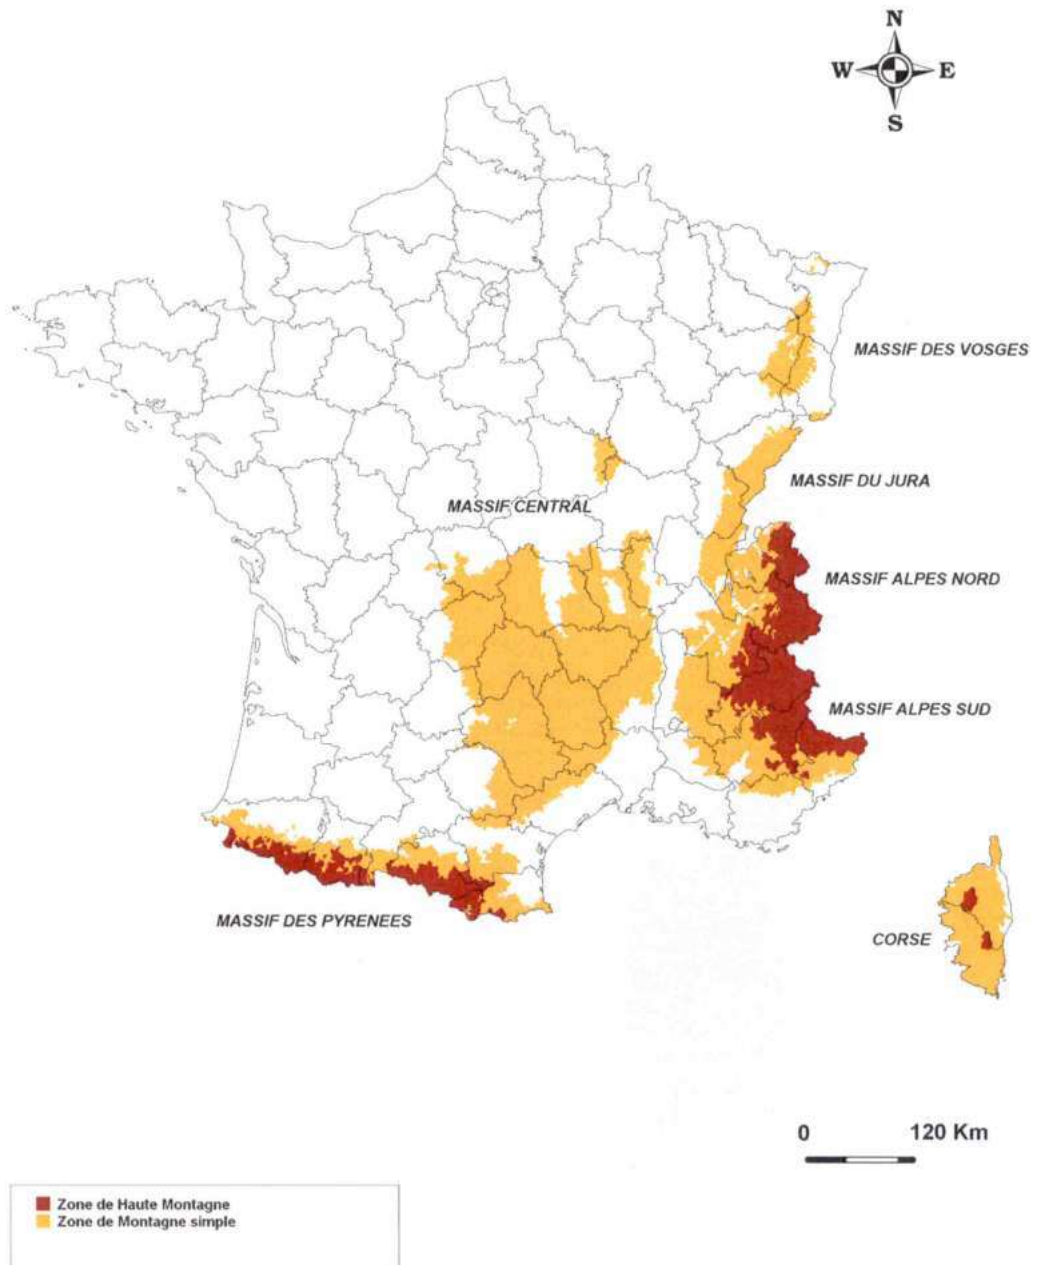 N
W E
S
MASSIF DES VOSGES
MASSIF DU JURA
MASSIF CENTRAL
MASSIF ALPES NORD
MASSIF ALPES SUD
MASSIF DES PYRENEES
CORSE
0 120 Km
Zone de Haute Montagne
Zone de Montagne simple